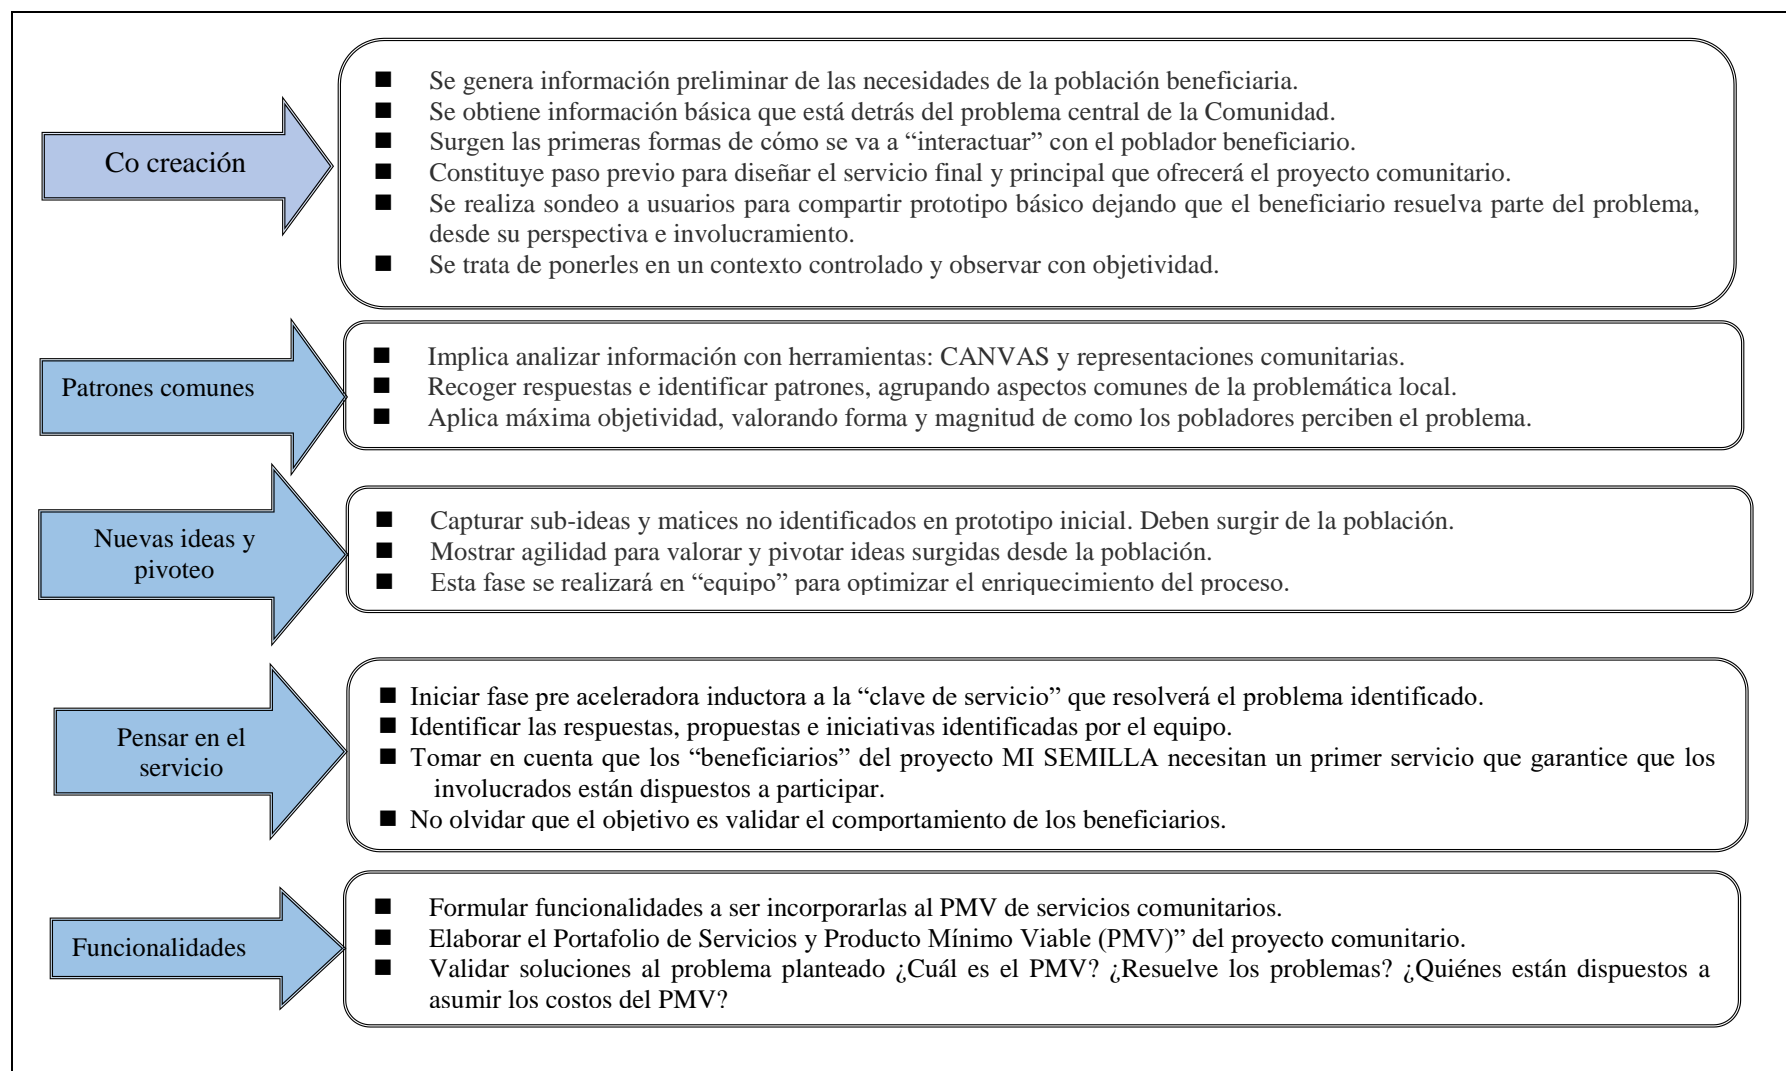 Co creación
■ Se genera información preliminar de las necesidades de la población beneficiaria.
■ Se obtiene información básica que está detrás del problema central de la Comunidad.
■ Surgen las primeras formas de cómo se va a “interactuar” con el poblador beneficiario.
■ Constituye paso previo para diseñar el servicio final y principal que ofrecerá el proyecto comunitario.
■ Se realiza sondeo a usuarios para compartir prototipo básico dejando que el beneficiario resuelva parte del problema,
desde su perspectiva e involucramiento.
■ Se trata de ponerles en un contexto controlado y observar con objetividad.
Patrones comunes
■ Implica analizar información con herramientas: CANVAS y representaciones comunitarias.
■ Recoger respuestas e identificar patrones, agrupando aspectos comunes de la problemática local.
■ Aplica máxima objetividad, valorando forma y magnitud de como los pobladores perciben el problema.
Nuevas ideas y
pivoteo
■ Capturar sub-ideas y matices no identificados en prototipo inicial. Deben surgir de la población.
■ Mostrar agilidad para valorar y pivotar ideas surgidas desde la población.
■ Esta fase se realizará en “equipo” para optimizar el enriquecimiento del proceso.
Pensar en el
servicio
■ Iniciar fase pre aceleradora inductora a la “clave de servicio” que resolverá el problema identificado.
■ Identificar las respuestas, propuestas e iniciativas identificadas por el equipo.
■ Tomar en cuenta que los “beneficiarios” del proyecto MI SEMILLA necesitan un primer servicio que garantice que los
involucrados están dispuestos a participar.
■ No olvidar que el objetivo es validar el comportamiento de los beneficiarios.
Funcionalidades
■ Formular funcionalidades a ser incorporarlas al PMV de servicios comunitarios.
■ Elaborar el Portafolio de Servicios y Producto Mínimo Viable (PMV)” del proyecto comunitario.
■ Validar soluciones al problema planteado ¿Cuál es el PMV? ¿Resuelve los problemas? ¿Quiénes están dispuestos a
asumir los costos del PMV?